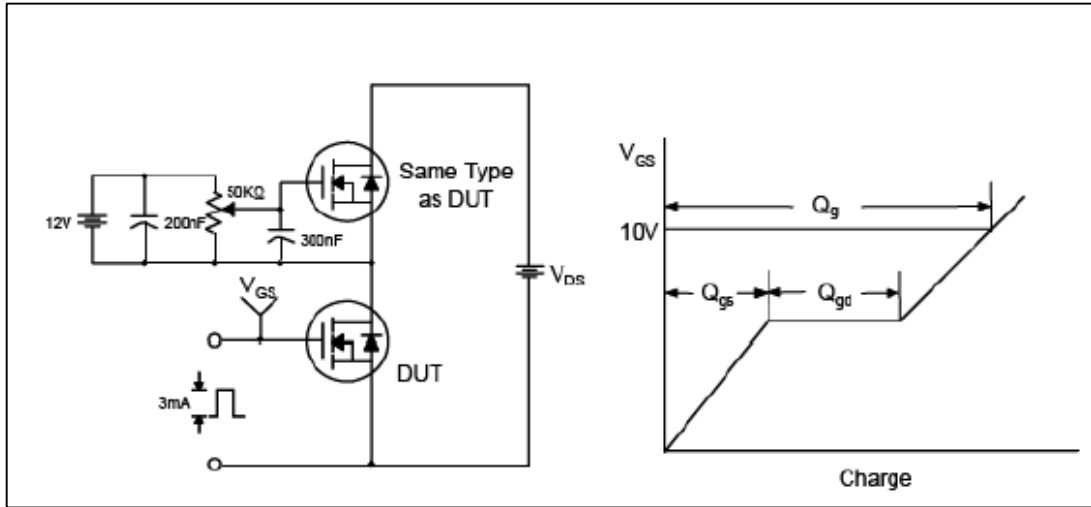 Same Type
as DUT
50KΩ
12V
200nF
300nF
V_GS
DUT
3mA
V_DS
V_GS
10V
Q_g
Q_gs
Q_gd
Charge